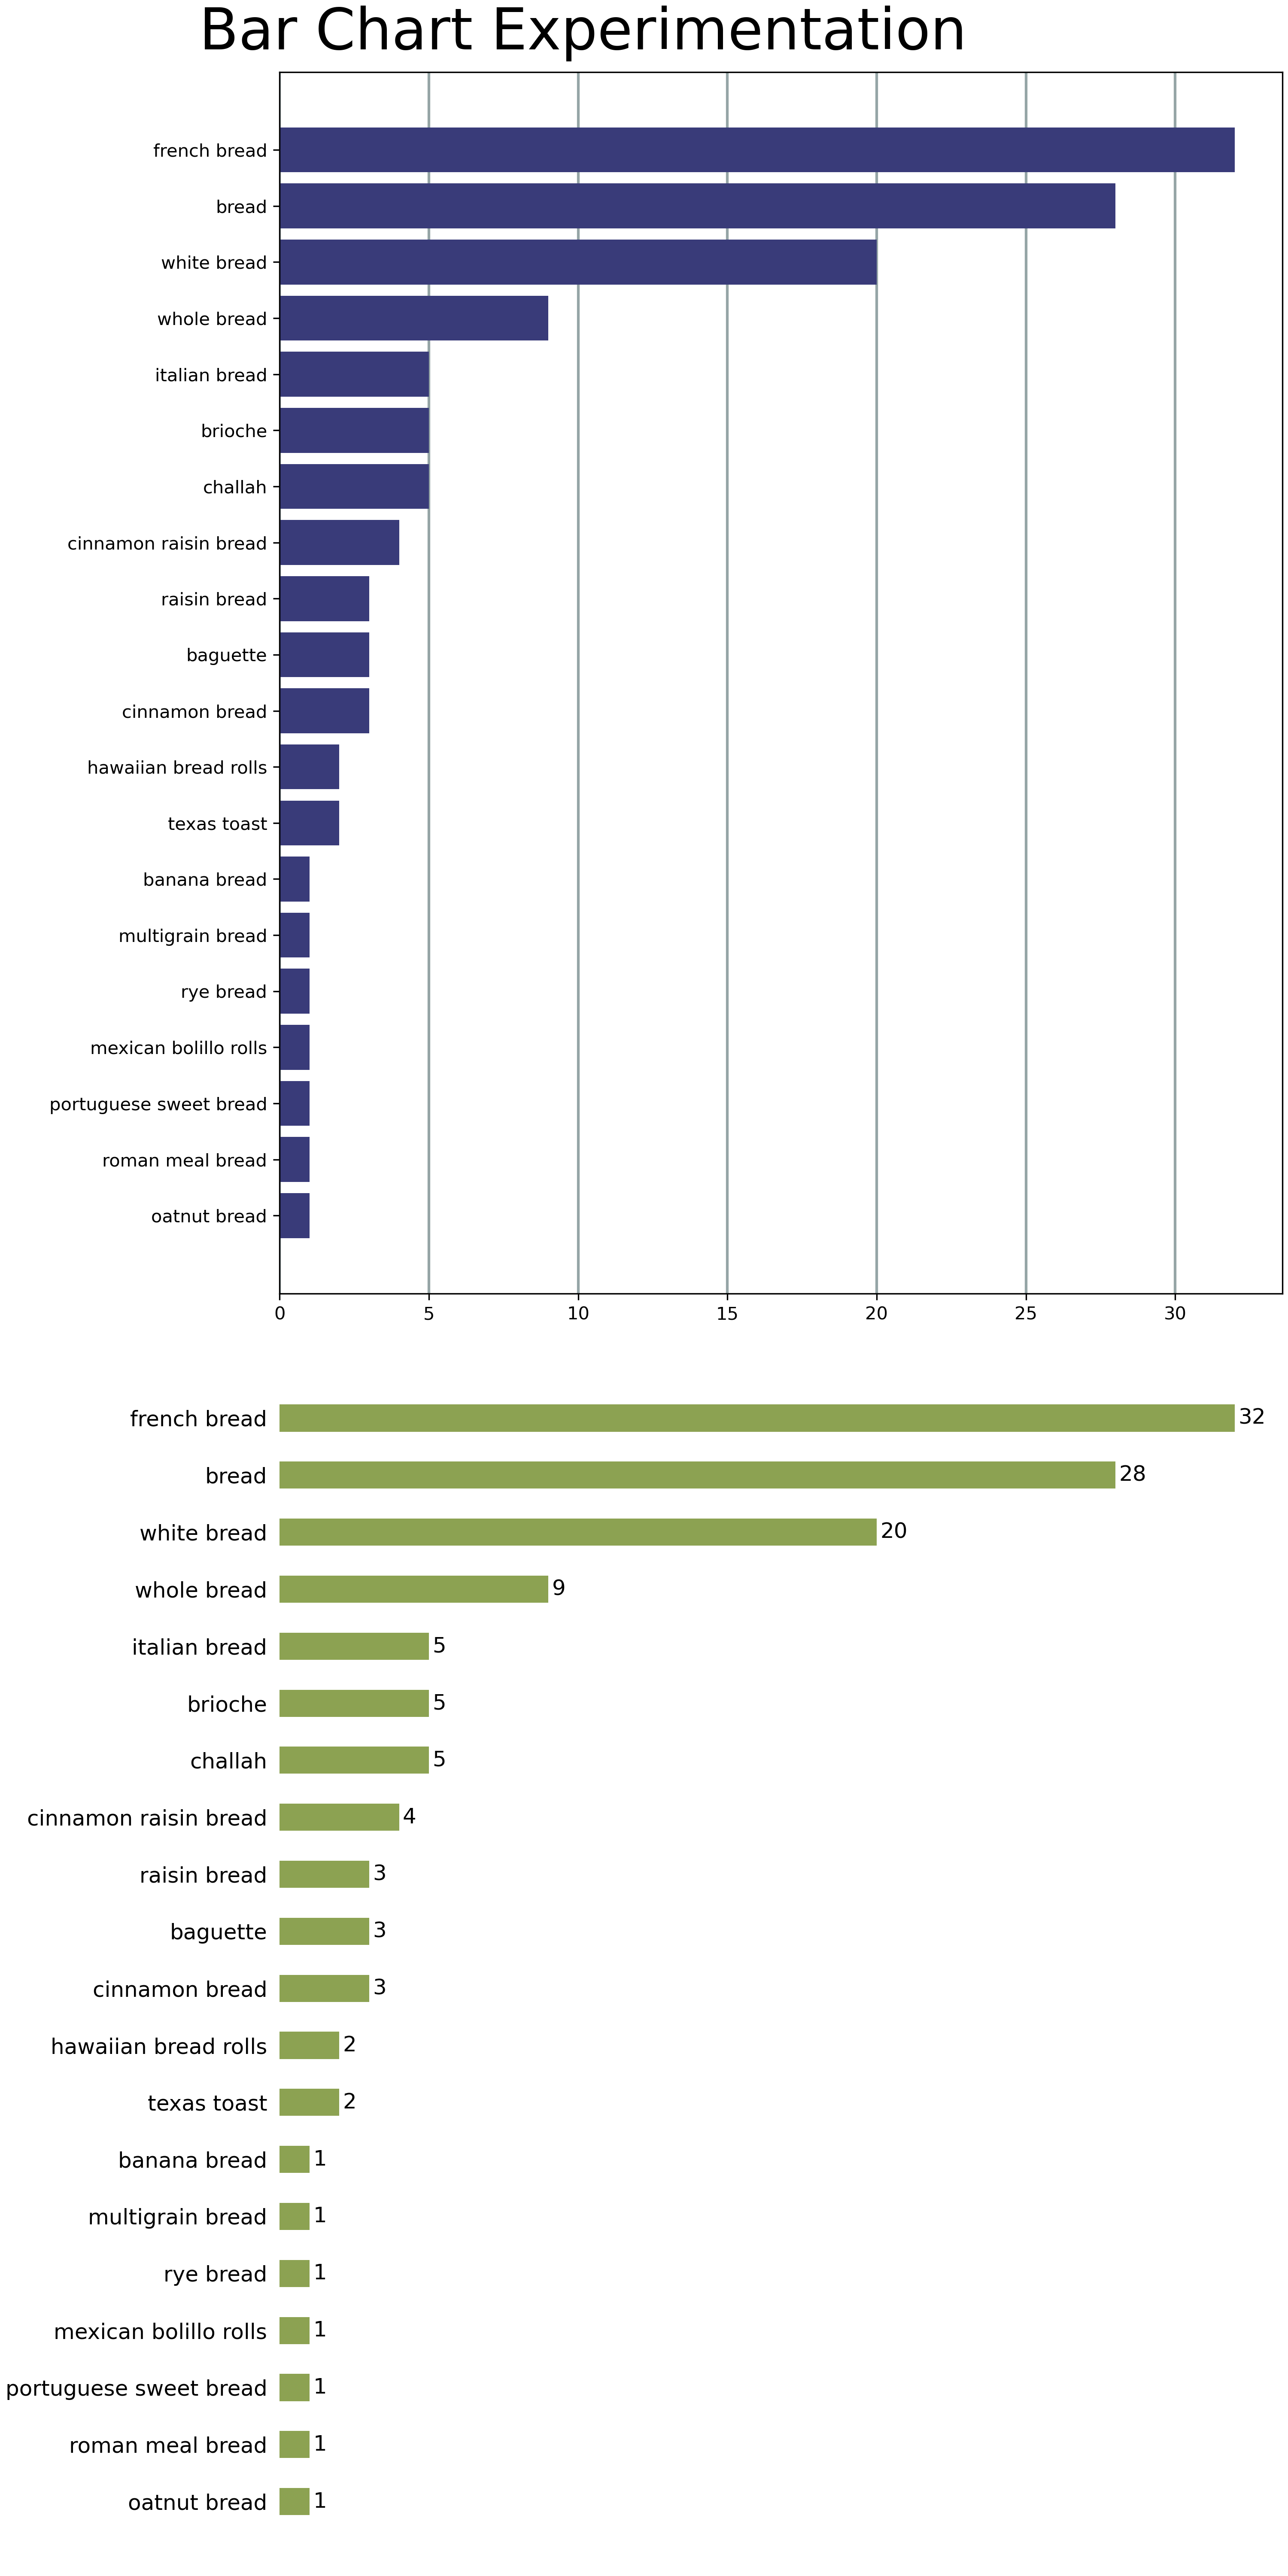 Bar Chart Experimentation
french bread
bread
white bread
whole bread
italian bread
brioche
challah
cinnamon raisin bread
raisin bread
baguette
cinnamon bread
hawaiian bread rolls
texas toast
banana bread
multigrain bread
rye bread
mexican bolillo rolls
portuguese sweet bread
roman meal bread
oatnut bread
0 5 10 15 20 25 30
french bread 32
bread 28
white bread 20
whole bread 9
italian bread 5
brioche 5
challah 5
cinnamon raisin bread 4
raisin bread 3
baguette 3
cinnamon bread 3
hawaiian bread rolls 2
texas toast 2
banana bread 1
multigrain bread 1
rye bread 1
mexican bolillo rolls 1
portuguese sweet bread 1
roman meal bread 1
oatnut bread 1